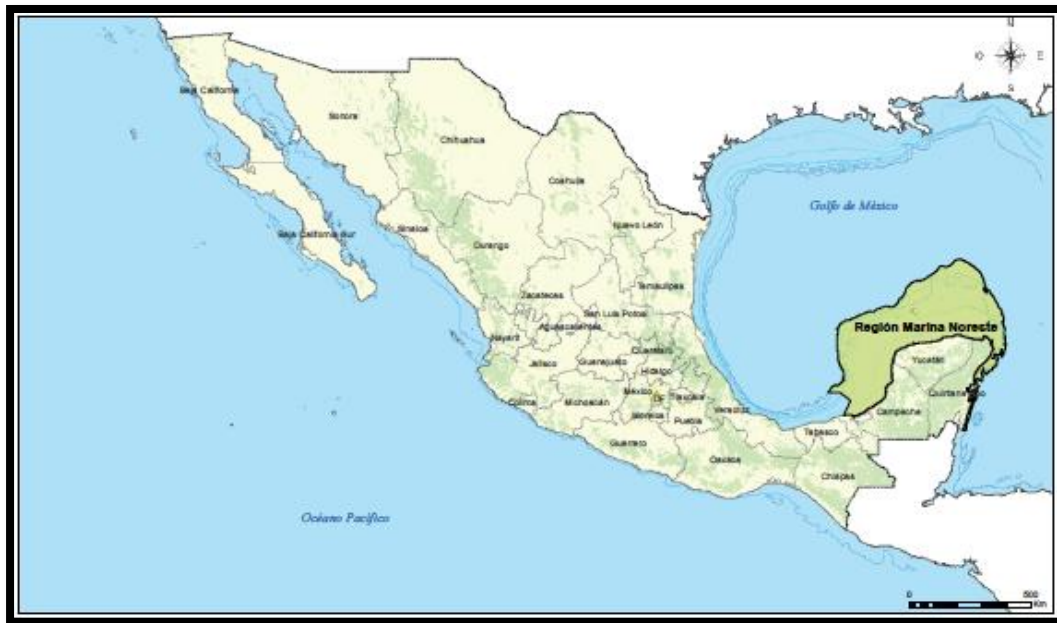 N
O
E
S
Baja California
Sonora
Chihuahua
Coahuila
Golfo de México
Nuevo León
Baja California Sur
Sinaloa
Durango
Tamaulipas
Zacatecas
San Luis Potosí
Región Marina Noreste
Aguascalientes
Nayarit
Yucatán
Querétaro
Jalisco
Guanajuato
Hidalgo
Quintana
Colima
Michoacán
México
DF
Tlaxcala
Veracruz
Campeche
Morelos
Puebla
Tabasco
Guerrero
Oaxaca
Chiapas
Océano Pacífico
0
500
Km